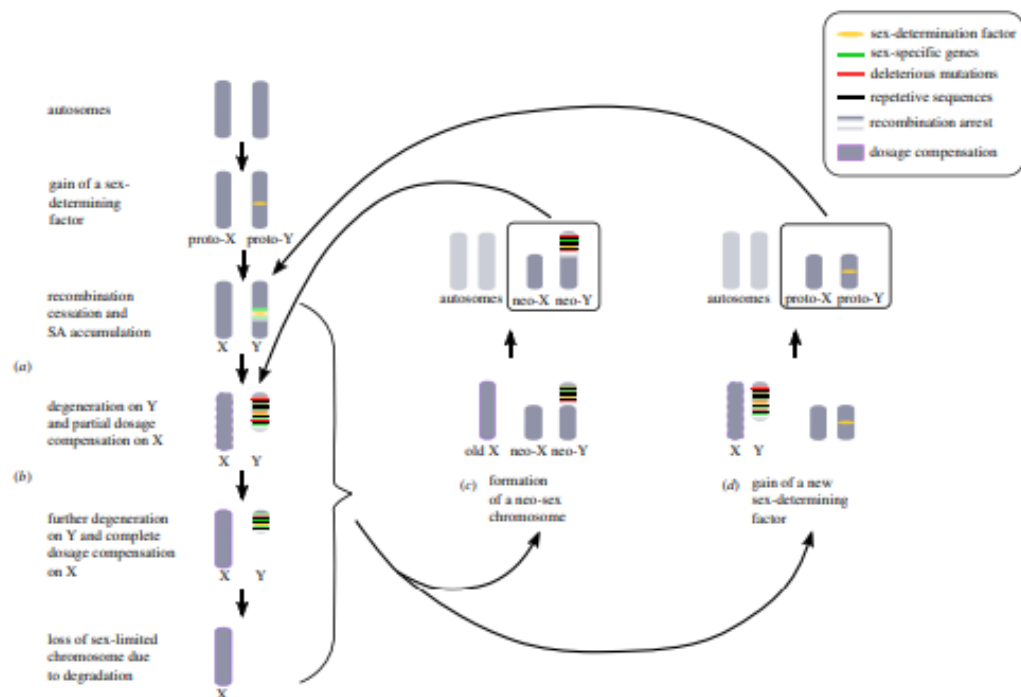 sex-determination factor
sex-specific genes
deleterious mutations
repetetive sequences
recombination arrest
dosage compensation
autosomes
gain of a sex-
determining
factor
proto-X proto-Y
recombination
cessation and
SA accumulation
X Y
(a)
degeneration on Y
and partial dosage
compensation on X
X Y
(b)
further degeneration
on Y and complete
dosage compensation
on X
X Y
loss of sex-limited
chromosome due
to degradation
X
autosomes neo-X neo-Y
old X neo-X neo-Y
(c) formation
of a neo-sex
chromosome
autosomes proto-X proto-Y
X Y
(d) gain of a new
sex-determining
factor